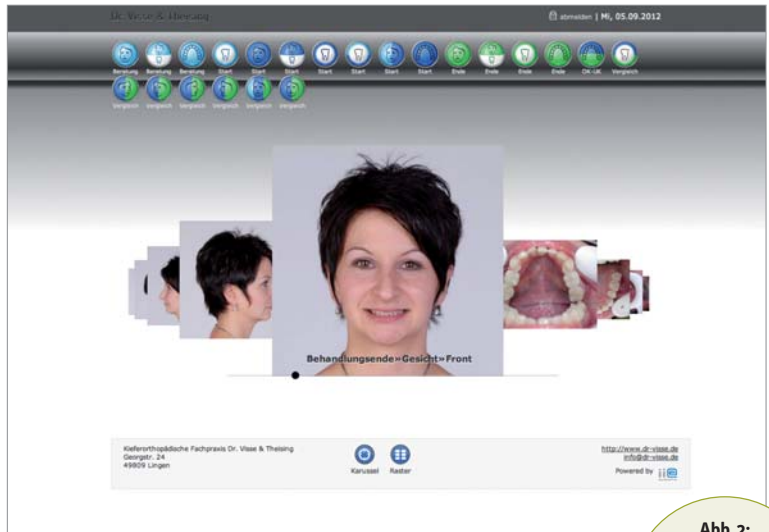 Dr. Visse & Theising
abmelden | Mi, 05.09.2012
Beratung Beratung Beratung Start Start Start Start Start Start Start Ende Ende Ende Ende OK-UK Vergleich
Vergleich Vergleich Vergleich Vergleich Vergleich Vergleich
Behandlungsende»Gesicht»Front
Kieferorthopädische Fachpraxis Dr. Visse & Theising
Georgstr. 24
49809 Lingen
Karussel Raster
http://www.dr-visse.de
info@dr-visse.de
Powered by
Abb. 2: